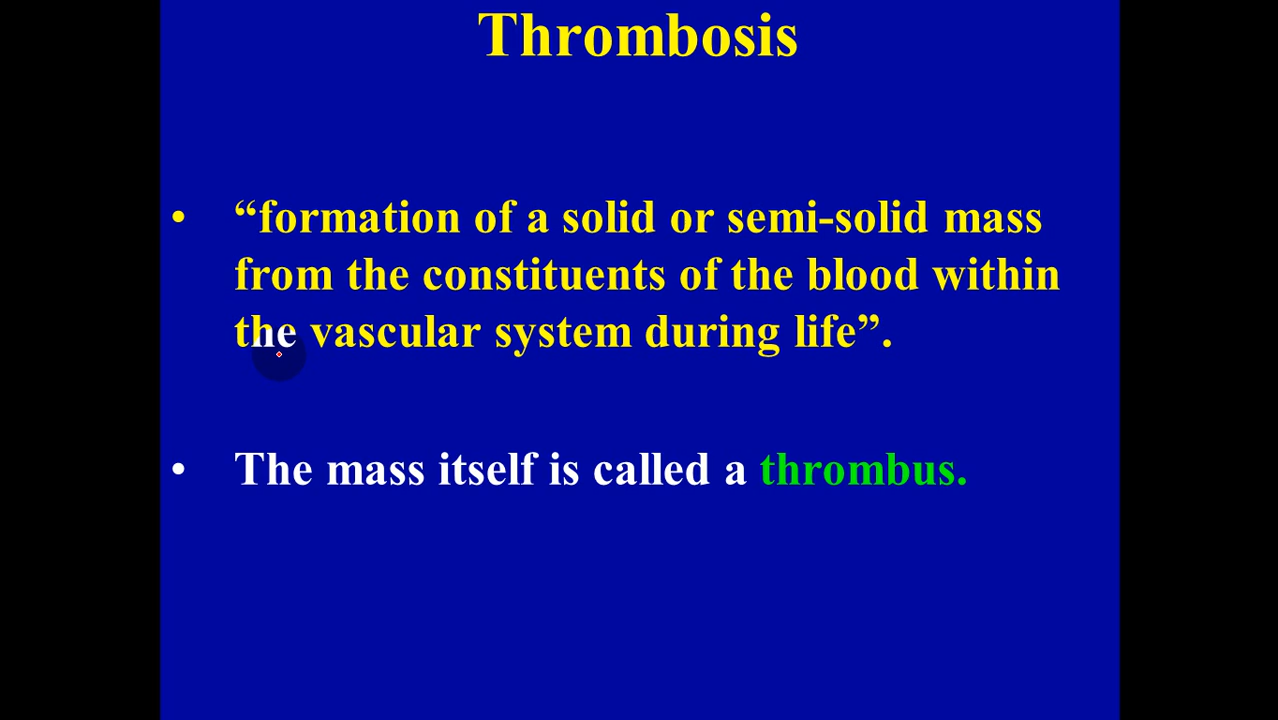 Thrombosis
• “formation of a solid or semi-solid mass
from the constituents of the blood within
the vascular system during life”.
• The mass itself is called a thrombus.